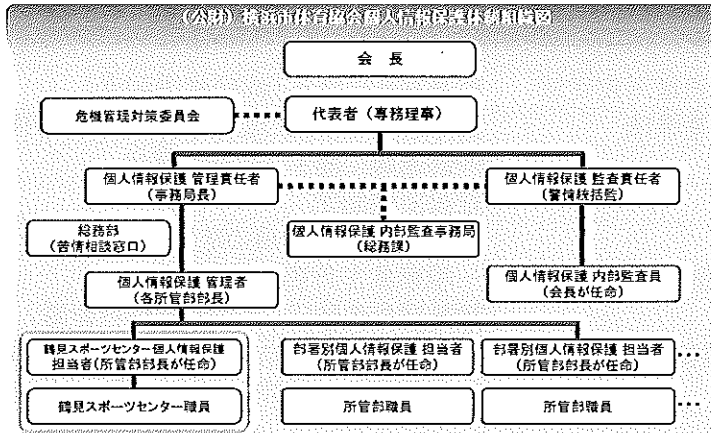 (公財)横浜市体育協会個人情報保護体制組織図
会 長
危機管理対策委員会
代表者(専務理事)
個人情報保護 管理責任者
(事務局長)
個人情報保護 監査責任者
総務部
(苦情相談窓口)
個人情報保護 内部監査事務局
(総務課)
個人情報保護 管理者
(各所管部部長)
個人情報保護 内部監査員
(会長が任命)
鶴見スポーツセンター個人情報保護
担当者(所管部部長が任命)
部署別個人情報保護 担当者
(所管部部長が任命)
部署別個人情報保護 担当者
(所管部部長が任命)
鶴見スポーツセンター職員
所管部職員
所管部職員